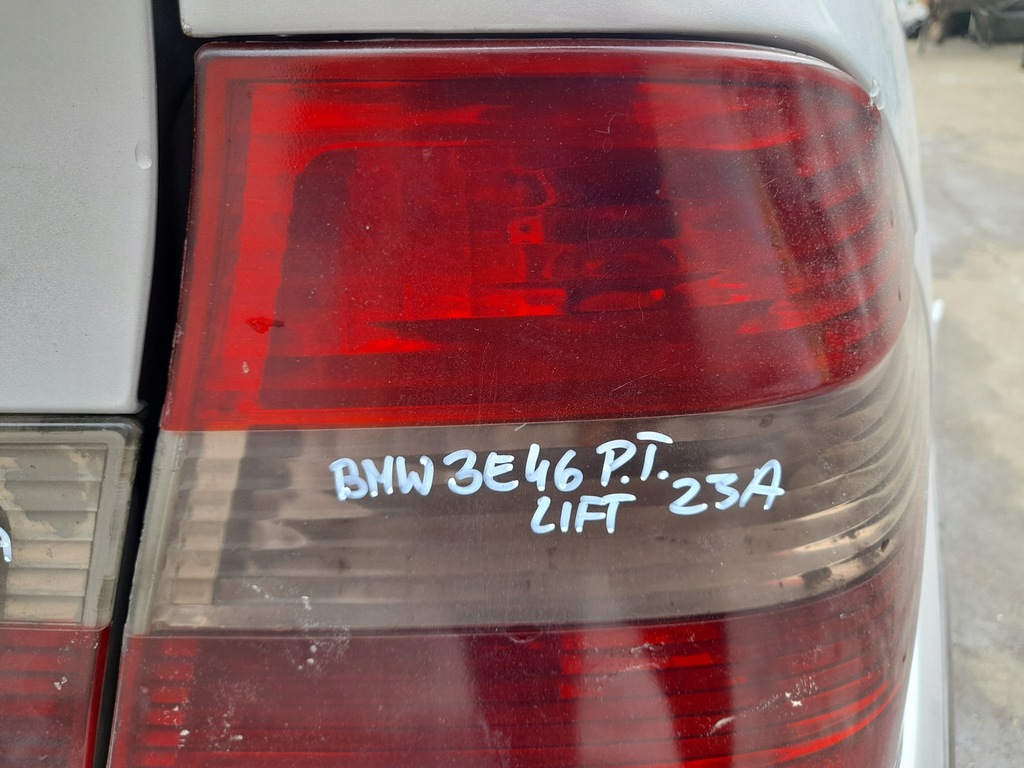 BMW 3E46 P.T.
LIFT 23A
A